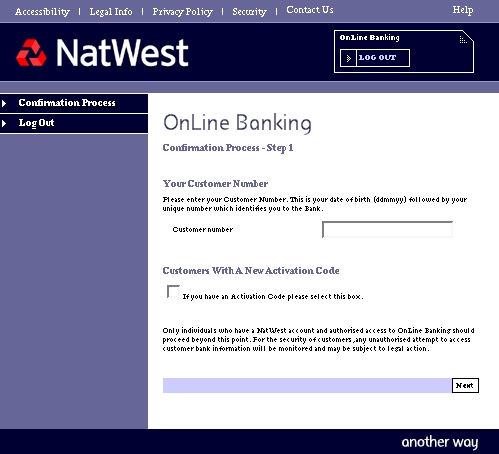 Accessibility | Legal Info | Privacy Policy | Security | Contact Us Help
NatWest
OnLine Banking
LOG OUT
Confirmation Process
Log Out
OnLine Banking
Confirmation Process - Step 1
Your Customer Number
Please enter your Customer Number. This is your date of birth (ddmmyy) followed by your
unique number which identifies you to the Bank.
Customer number
Customers With A New Activation Code
If you have an Activation Code please select this box.
Only individuals who have a NatWest account and authorised access to OnLine Banking should
proceed beyond this point. For the security of customers, any unauthorised attempt to access
customer bank information will be monitored and may be subject to legal action.
Next
another way